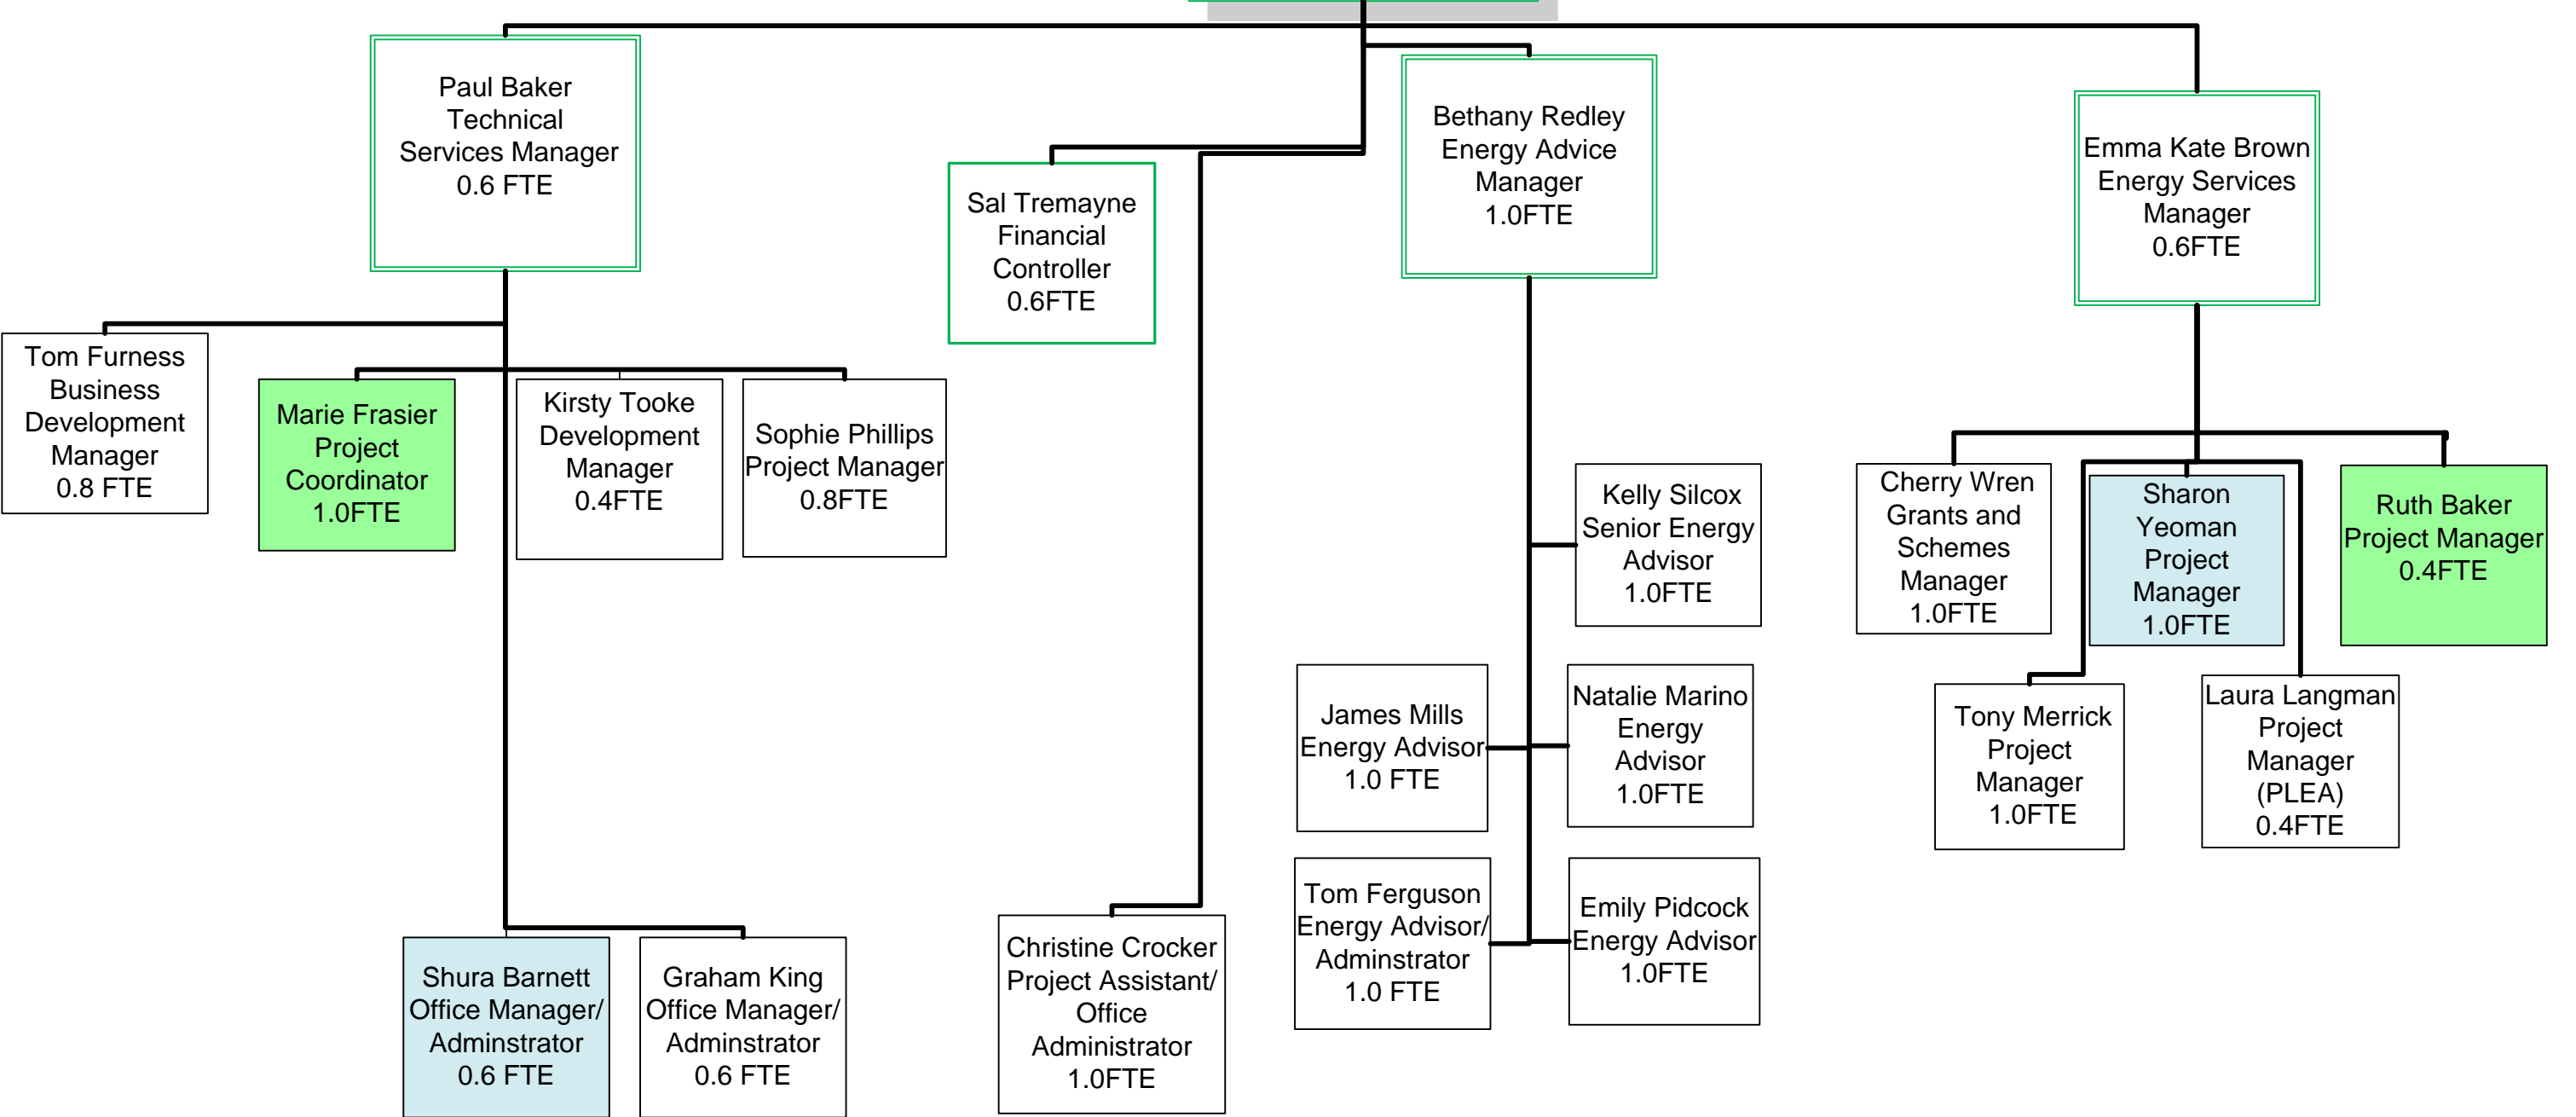 Paul Baker
Technical
Services Manager
0.6 FTE
Sal Tremayne
Financial
Controller
0.6FTE
Bethany Redley
Energy Advice
Manager
1.0FTE
Emma Kate Brown
Energy Services
Manager
0.6FTE
Tom Furness
Business
Development
Manager
0.8 FTE
Marie Frasier
Project
Coordinator
1.0FTE
Kirsty Tooke
Development
Manager
0.4FTE
Sophie Phillips
Project Manager
0.8FTE
Kelly Silcox
Senior Energy
Advisor
1.0FTE
Cherry Wren
Grants and
Schemes
Manager
1.0FTE
Sharon
Yeoman
Project
Manager
1.0FTE
Ruth Baker
Project Manager
0.4FTE
James Mills
Energy Advisor
1.0 FTE
Natalie Marino
Energy
Advisor
1.0FTE
Tony Merrick
Project
Manager
1.0FTE
Laura Langman
Project
Manager
(PLEA)
0.4FTE
Tom Ferguson
Energy Advisor/
Adminstrator
1.0 FTE
Emily Pidcock
Energy Advisor
1.0FTE
Shura Barnett
Office Manager/
Adminstrator
0.6 FTE
Graham King
Office Manager/
Adminstrator
0.6 FTE
Christine Crocker
Project Assistant/
Office
Administrator
1.0FTE